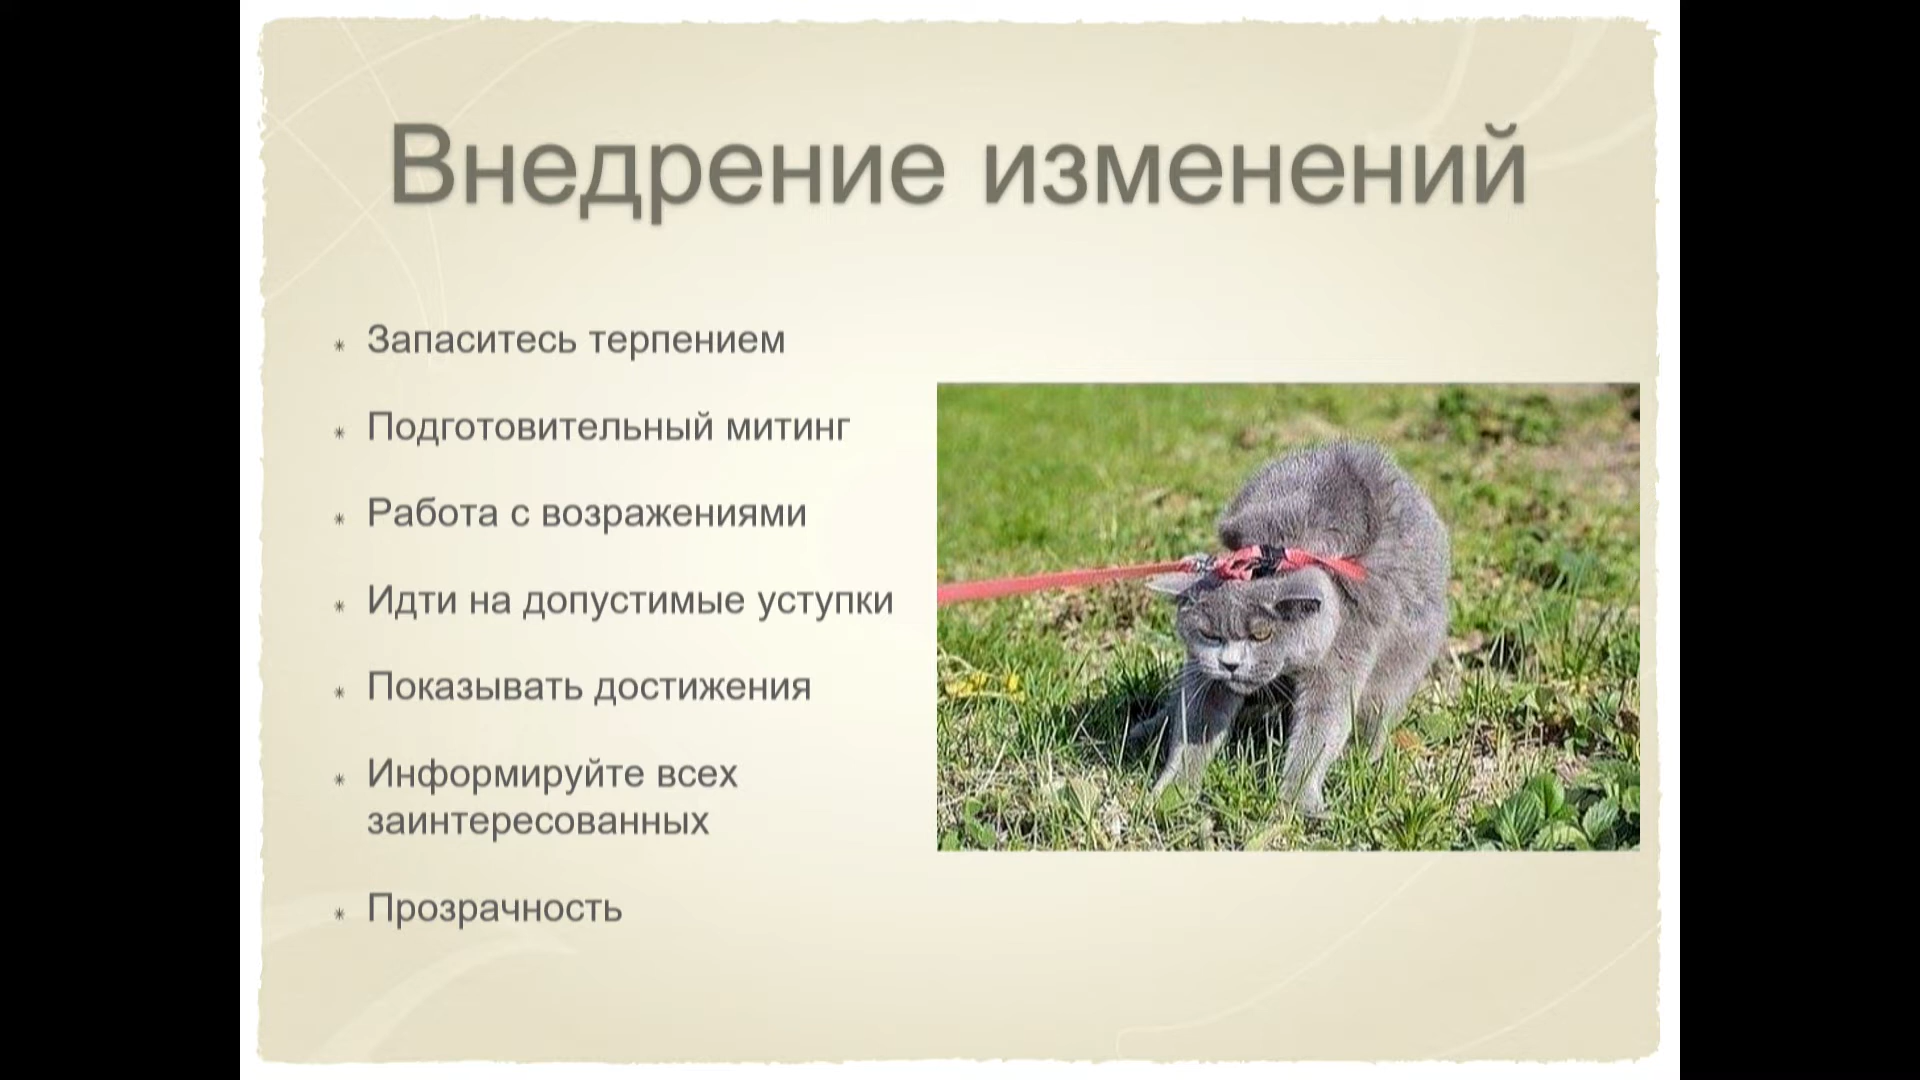 Внедрение изменений
* Запаситесь терпением
* Подготовительный митинг
* Работа с возражениями
* Идти на допустимые уступки
* Показывать достижения
* Информируйте всех
заинтересованных
* Прозрачность